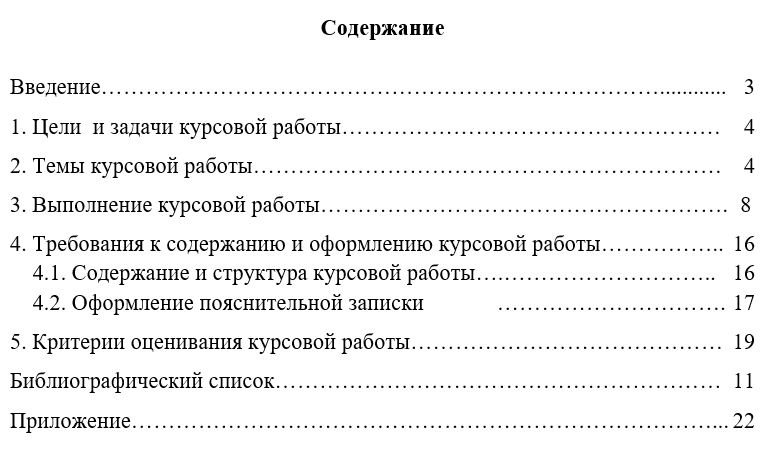 Содержание
Введение……………………………………………………………………............ 3
1. Цели  и задачи курсовой работы……………………………………………… 4
2. Темы курсовой работы………………………………………………………… 4
3. Выполнение курсовой работы…………………………………………………. 8
4. Требования к содержанию и оформлению курсовой работы…………….. 16
4.1. Содержание и структура курсовой работы…………………………….. 16
4.2. Оформление пояснительной записки …………………………. 17
5. Критерии оценивания курсовой работы…………………………………… 19
Библиографический список……………………………………………………… 11
Приложение………………………………………………………………………... 22